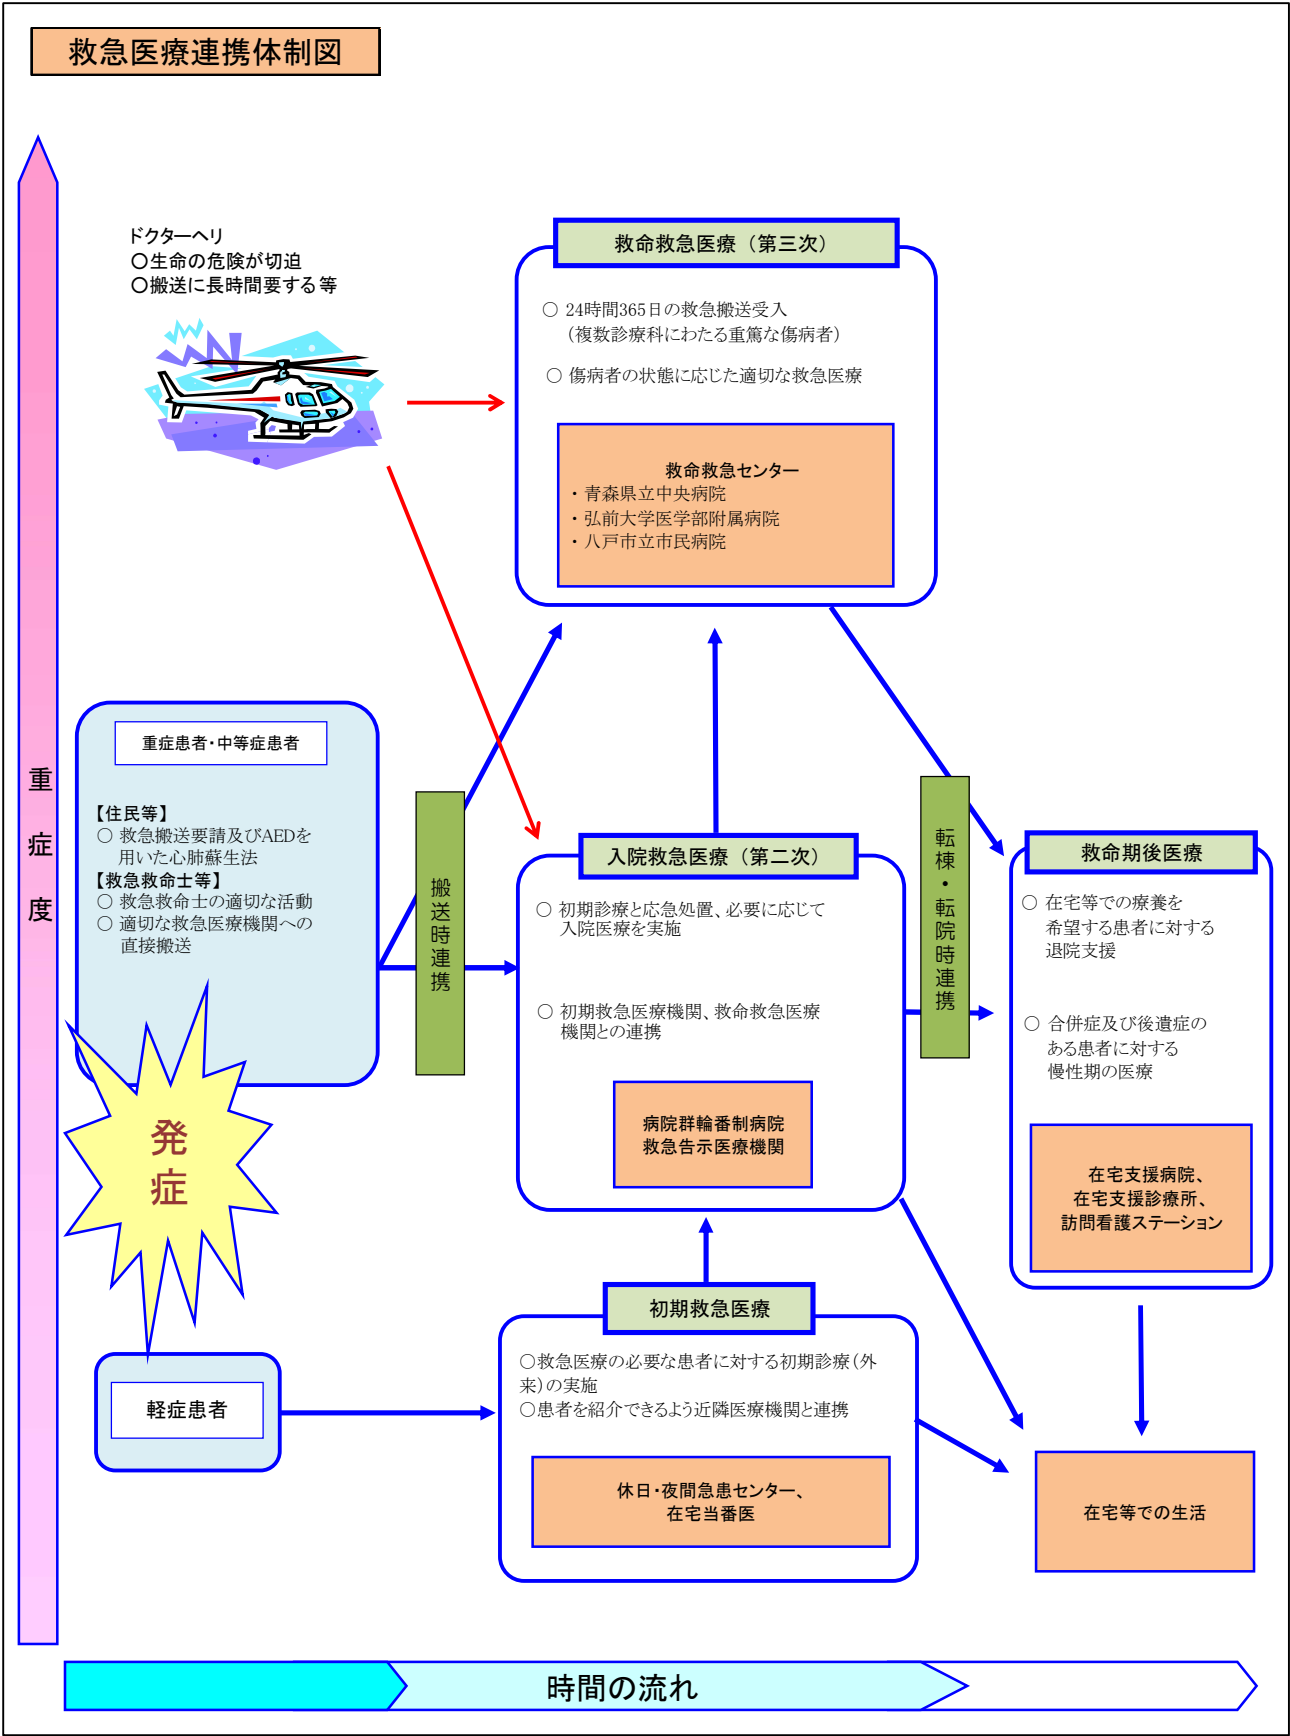 救急医療連携体制図
ドクターヘリ
○生命の危険が切迫
○搬送に長時間要する等
救命救急医療（第三次）
○ 24時間365日の救急搬送受入
（複数診療科にわたる重篤な傷病者）
○ 傷病者の状態に応じた適切な救急医療
救命救急センター
・青森県立中央病院
・弘前大学医学部附属病院
・八戸市立市民病院
重症度
重症患者・中等症患者
【住民等】
○ 救急搬送要請及びAEDを
用いた心肺蘇生法
【救急救命士等】
○ 救急救命士の適切な活動
○ 適切な救急医療機関への
直接搬送
搬送時連携
入院救急医療（第二次）
○ 初期診療と応急処置、必要に応じて
入院医療を実施
○ 初期救急医療機関、救命救急医療
機関との連携
病院群輪番制病院
救急告示医療機関
転棟・転院時連携
救命期後医療
○ 在宅等での療養を
希望する患者に対する
退院支援
○ 合併症及び後遺症の
ある患者に対する
慢性期の医療
在宅支援病院、
在宅支援診療所、
訪問看護ステーション
発症
初期救急医療
○救急医療の必要な患者に対する初期診療（外
来）の実施
○患者を紹介できるよう近隣医療機関と連携
休日・夜間急患センター、
在宅当番医
軽症患者
在宅等での生活
時間の流れ